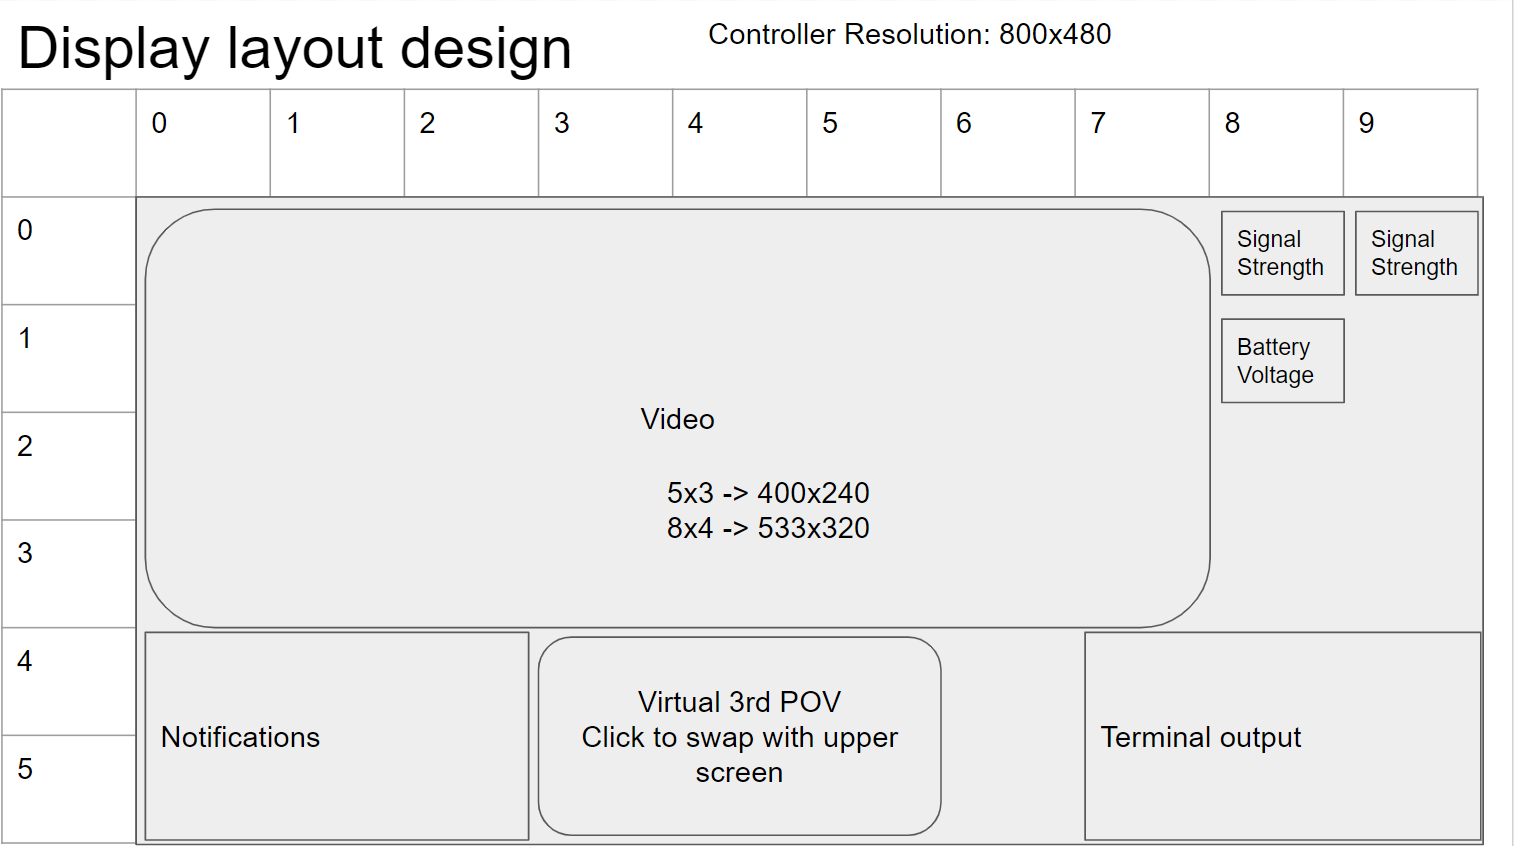 Display layout design
Controller Resolution: 800x480
0 1 2 3 4 5 6 7 8 9
0
Signal
Strength
Signal
Strength
1
Battery
Voltage
2
Video
5x3 -> 400x240
8x4 -> 533x320
3
4
5
Notifications
Virtual 3rd POV
Click to swap with upper
screen
Terminal output